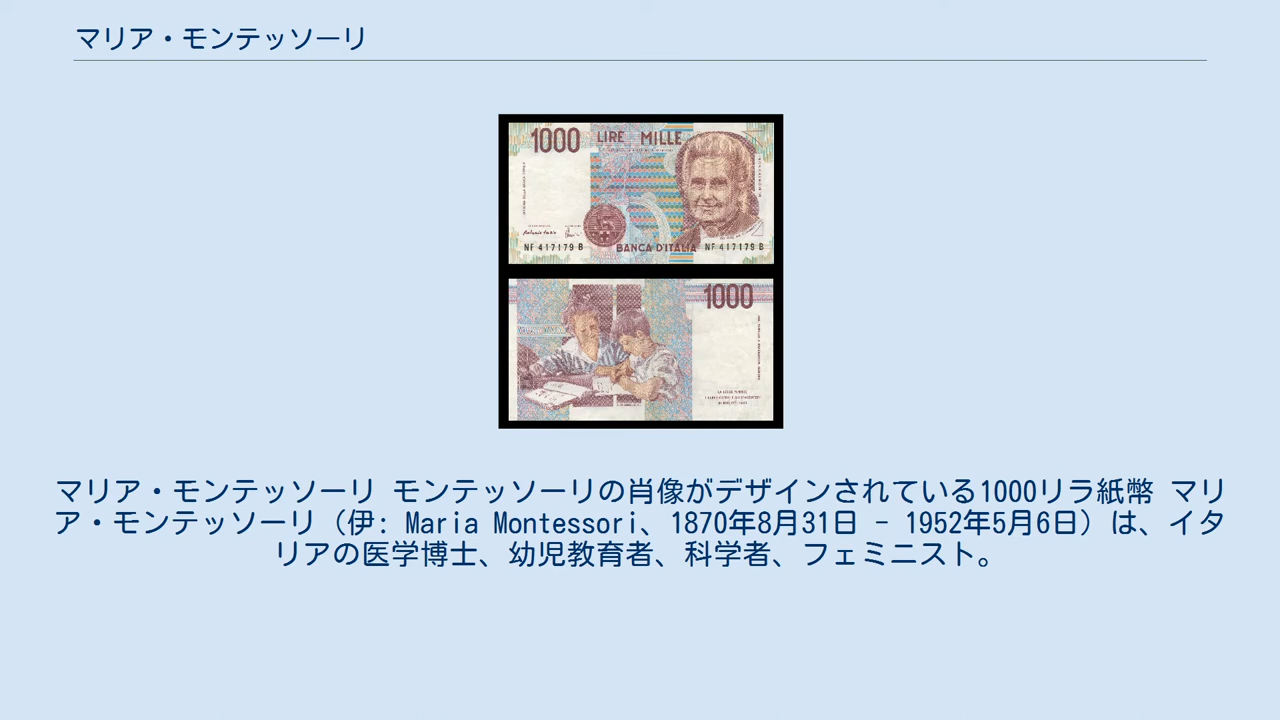 マリア・モンテッソーリ
1000 LIRE MILLE
NF 417179 B
BANCA D'ITALIA NF 417179 B
1000
マリア・モンテッソーリ モンテッソーリの肖像がデザインされている1000リラ紙幣 マリ
ア・モンテッソーリ（伊: Maria Montessori、1870年8月31日 - 1952年5月6日）は、イタ
リアの医学博士、幼児教育者、科学者、フェミニスト。